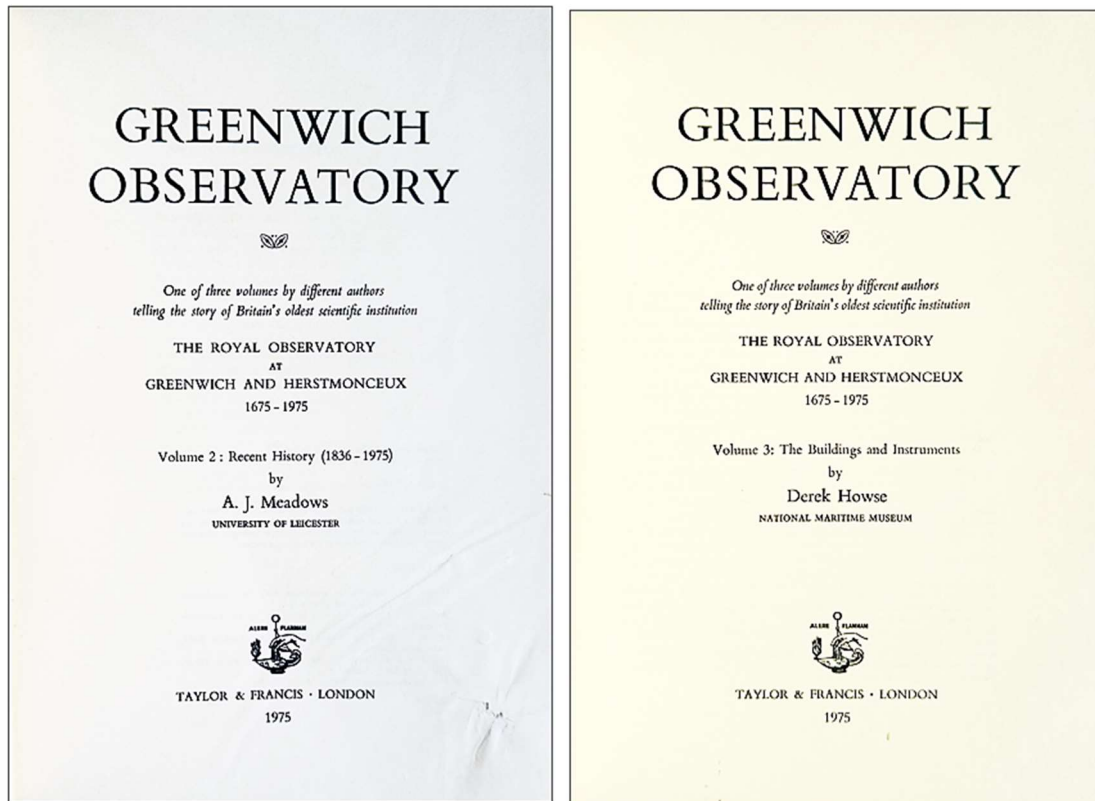 GREENWICH
OBSERVATORY
One of three volumes by different authors
telling the story of Britain's oldest scientific institution
THE ROYAL OBSERVATORY
AT
GREENWICH AND HERSTMONCEUX
1675 - 1975
Volume 2 : Recent History (1836 - 1975)
by
A. J. Meadows
UNIVERSITY OF LEICESTER
ALERE FLAMMAM
TAYLOR & FRANCIS · LONDON
1975
GREENWICH
OBSERVATORY
One of three volumes by different authors
telling the story of Britain's oldest scientific institution
THE ROYAL OBSERVATORY
AT
GREENWICH AND HERSTMONCEUX
1675 - 1975
Volume 3: The Buildings and Instruments
by
Derek Howse
NATIONAL MARITIME MUSEUM
ALERE FLAMMAM
TAYLOR & FRANCIS · LONDON
1975